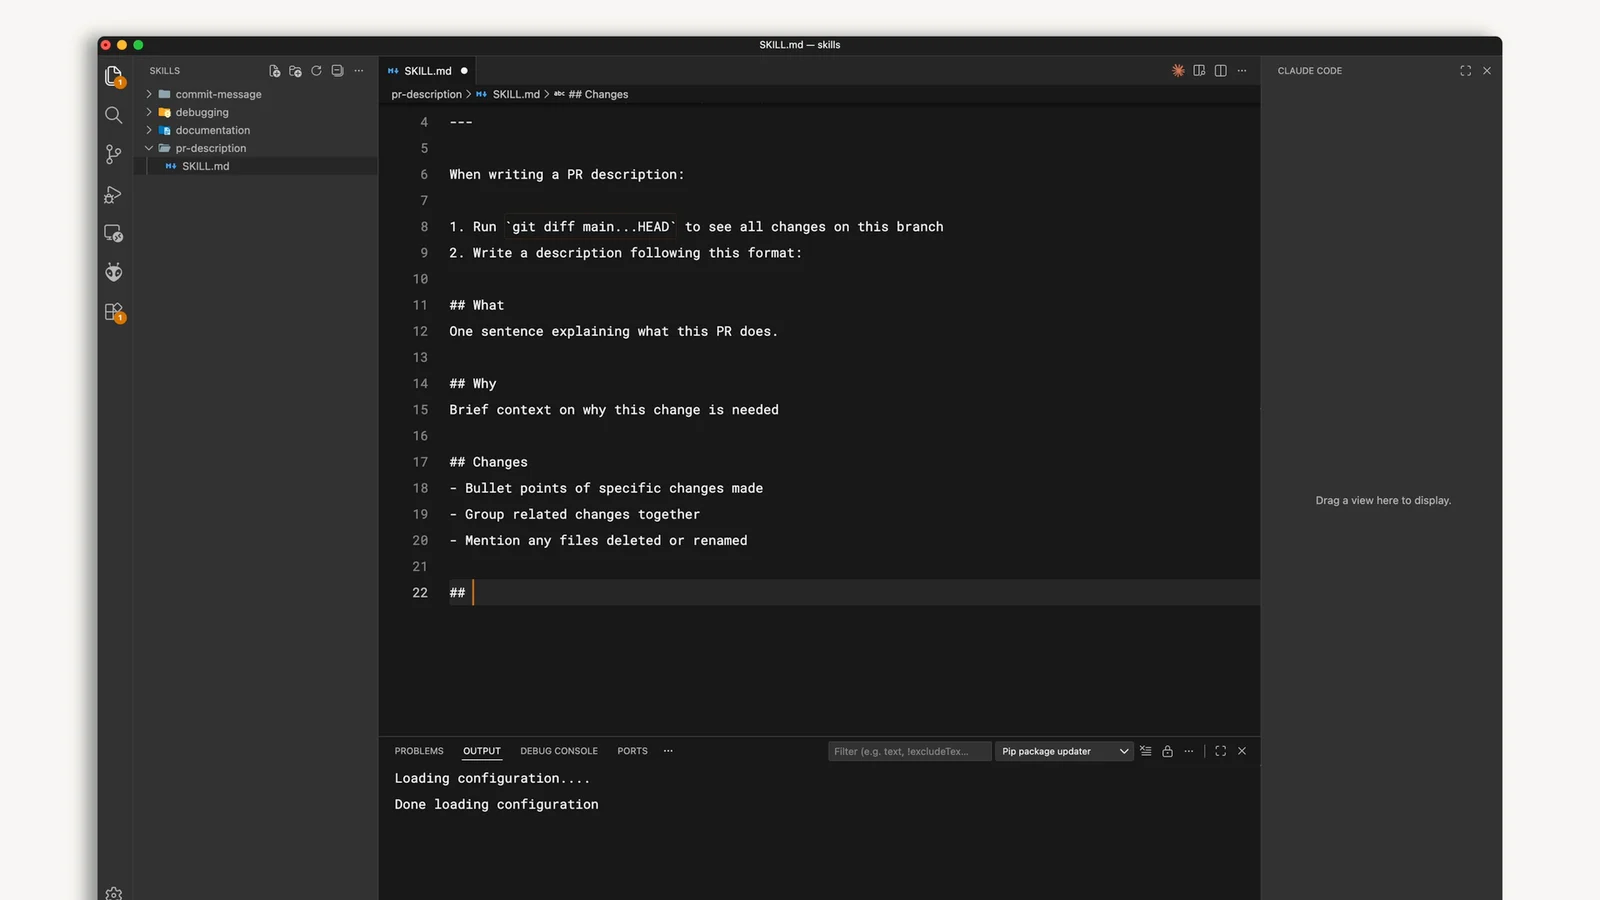 SKILL.md — skills
SKILLS
commit-message
debugging
documentation
pr-description
SKILL.md
1
1
SKILL.md
pr-description > SKILL.md > abc ## Changes
4 ---
5
6 When writing a PR description:
7
8 1. Run `git diff main...HEAD` to see all changes on this branch
9 2. Write a description following this format:
10
11 ## What
12 One sentence explaining what this PR does.
13
14 ## Why
15 Brief context on why this change is needed
16
17 ## Changes
18 - Bullet points of specific changes made
19 - Group related changes together
20 - Mention any files deleted or renamed
21
22 ##
CLAUDE CODE
Drag a view here to display.
PROBLEMS OUTPUT DEBUG CONSOLE PORTS
Filter (e.g. text, !excludeTex...
Pip package updater
Loading configuration....
Done loading configuration